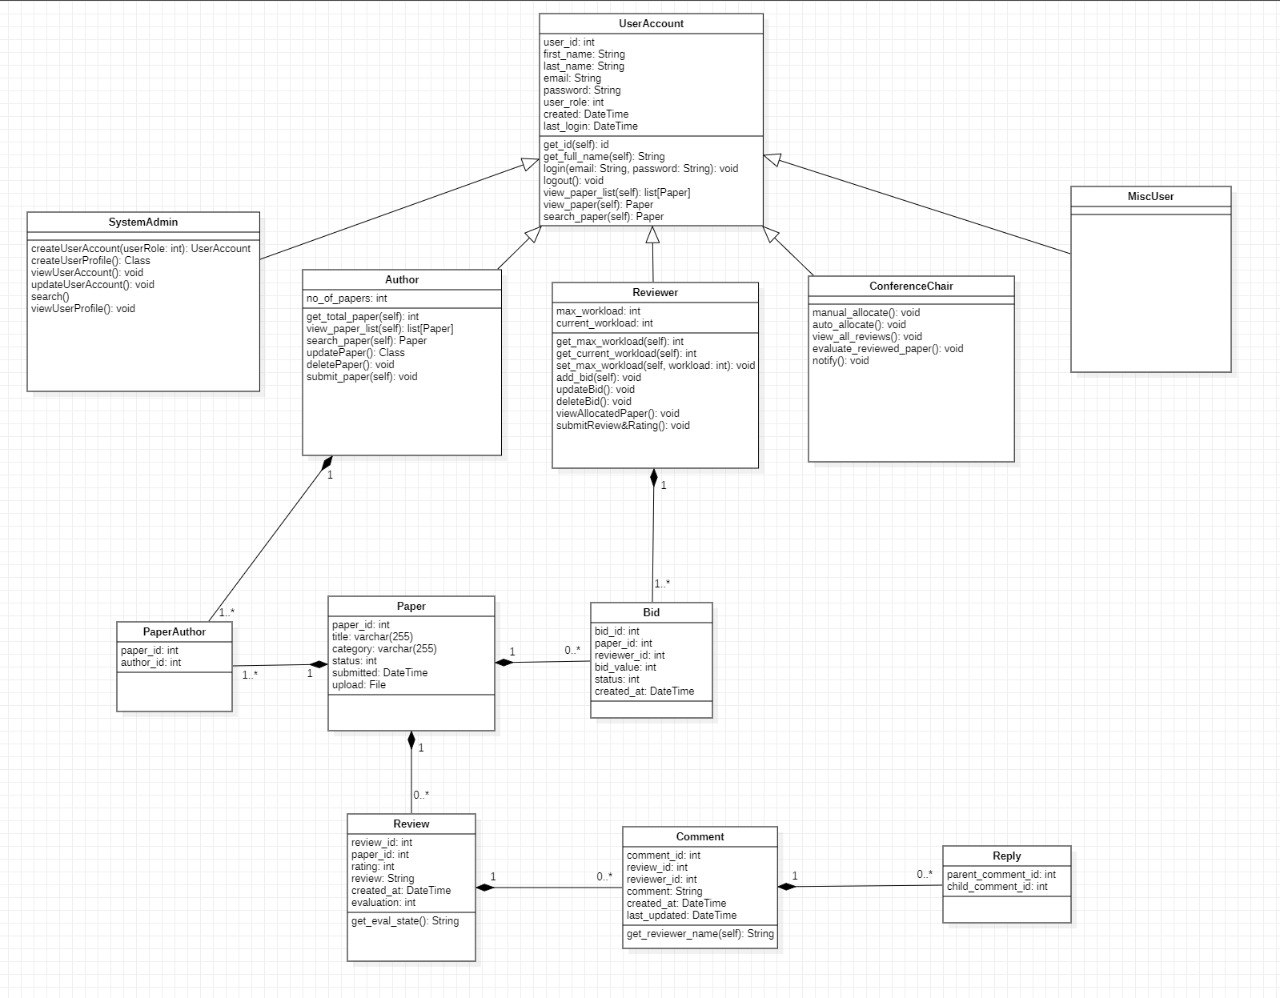 UserAccount
user_id: int
first_name: String
last_name: String
email: String
password: String
user_role: int
created: DateTime
last_login: DateTime
get_id(self): id
get_full_name(self): String
login(email: String, password: String): void
logout(): void
view_paper_list(self): list[Paper]
view_paper(self): Paper
search_paper(self): Paper
SystemAdmin
createUserAccount(userRole: int): UserAccount
createUserProfile(): Class
viewUserAccount(): void
updateUserAccount(): void
search()
viewUserProfile(): void
Author
no_of_papers: int
get_total_paper(self): int
view_paper_list(self): list[Paper]
search_paper(self): Paper
updatePaper(): Class
deletePaper(): void
submit_paper(self): void
Reviewer
max_workload: int
current_workload: int
get_max_workload(self): int
get_current_workload(self): int
set_max_workload(self, workload: int): void
add_bid(self): void
updateBid(): void
deleteBid(): void
viewAllocatedPaper(): void
submitReview&Rating(): void
ConferenceChair
manual_allocate(): void
auto_allocate(): void
view_all_reviews(): void
evaluate_reviewed_paper(): void
notify(): void
MiscUser
1
1
1..*
1..*
PaperAuthor
paper_id: int
author_id: int
1..*
1
Paper
paper_id: int
title: varchar(255)
category: varchar(255)
status: int
submitted: DateTime
upload: File
1
0..*
Bid
bid_id: int
paper_id: int
reviewer_id: int
bid_value: int
status: int
created_at: DateTime
1
0..*
Review
review_id: int
paper_id: int
rating: int
review: String
created_at: DateTime
evaluation: int
get_eval_state(): String
1
0..*
Comment
comment_id: int
review_id: int
reviewer_id: int
comment: String
created_at: DateTime
last_updated: DateTime
get_reviewer_name(self): String
1
0..*
Reply
parent_comment_id: int
child_comment_id: int